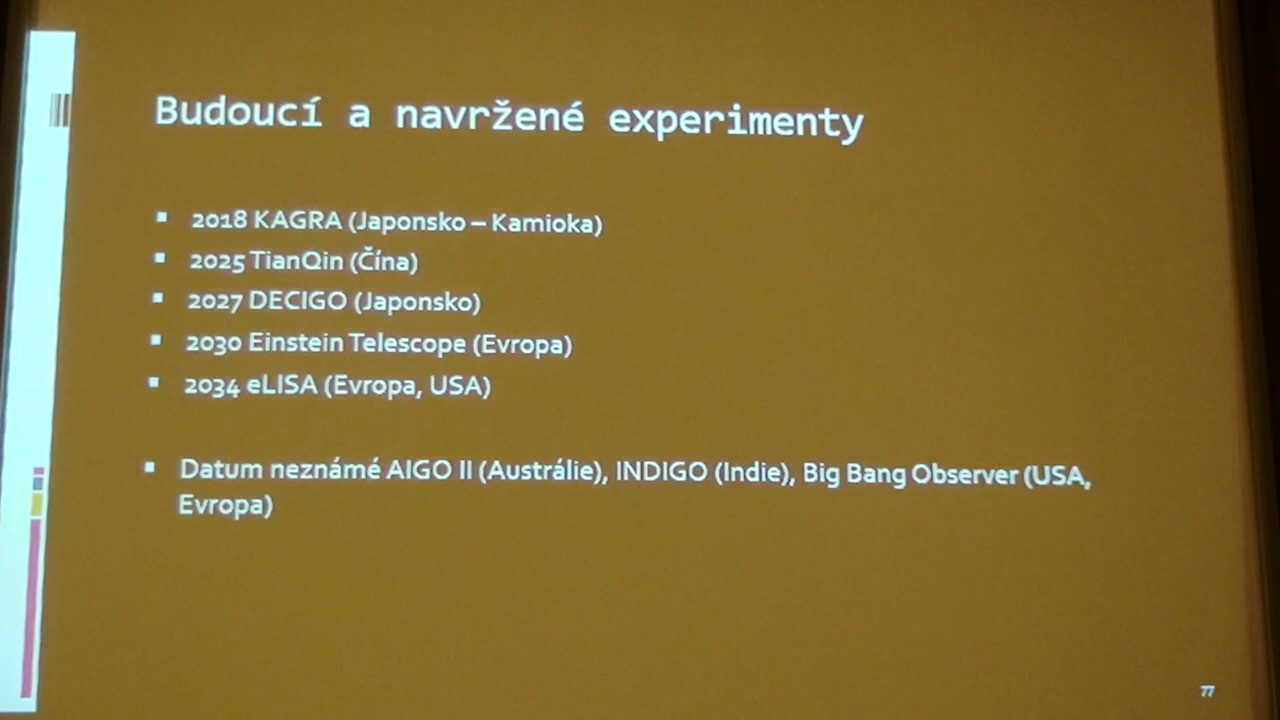 Budoucí a navržené experimenty
2018 KAGRA (Japonsko – Kamioka)
2025 TianQin (Čína)
2027 DECIGO (Japonsko)
2030 Einstein Telescope (Evropa)
2034 eLISA (Evropa, USA)
Datum neznámé AIGO II (Austrálie), INDIGO (Indie), Big Bang Observer (USA,
Evropa)
77